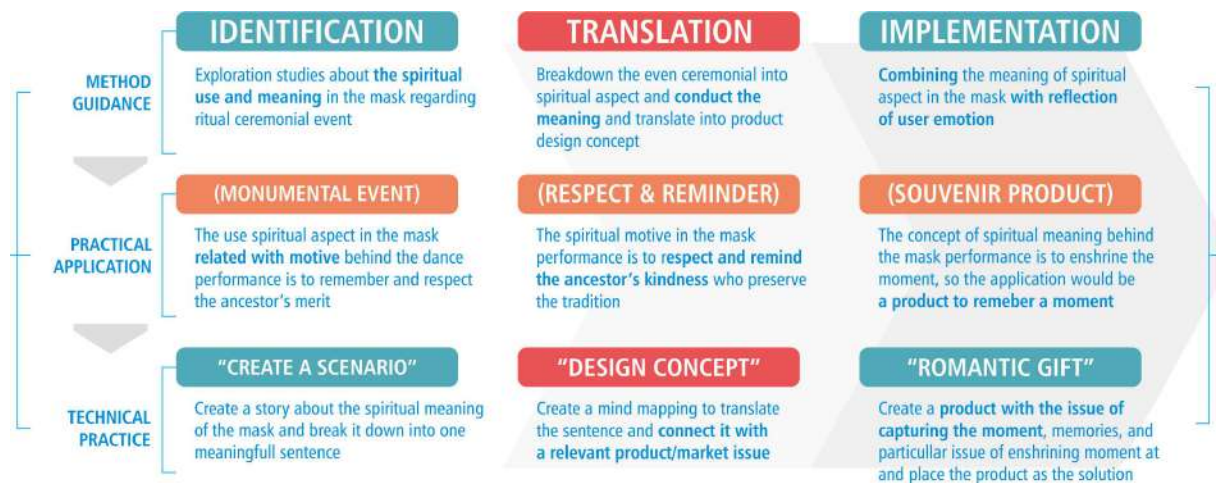 IDENTIFICATION
TRANSLATION
IMPLEMENTATION
METHOD
GUIDANCE
Exploration studies about the spiritual
use and meaning in the mask regarding
ritual ceremonial event
Breakdown the even ceremonial into
spiritual aspect and conduct the
meaning and translate into product
design concept
Combining the meaning of spiritual
aspect in the mask with reflection
of user emotion
(MONUMENTAL EVENT)
(RESPECT & REMINDER)
(SOUVENIR PRODUCT)
PRACTICAL
APPLICATION
The use spiritual aspect in the mask
related with motive behind the dance
performance is to remember and respect
the ancestor's merit
The spiritual motive in the mask
performance is to respect and remind
the ancestor's kindness who preserve
the tradition
The concept of spiritual meaning behind
the mask performance is to enshrine the
moment, so the application would be
a product to remeber a moment
"CREATE A SCENARIO"
"DESIGN CONCEPT"
"ROMANTIC GIFT"
TECHNICAL
PRACTICE
Create a story about the spiritual meaning
of the mask and break it down into one
meaningfull sentence
Create a mind mapping to translate
the sentence and connect it with
a relevant product/market issue
Create a product with the issue of
capturing the moment, memories, and
particullar issue of enshrining moment at
and place the product as the solution